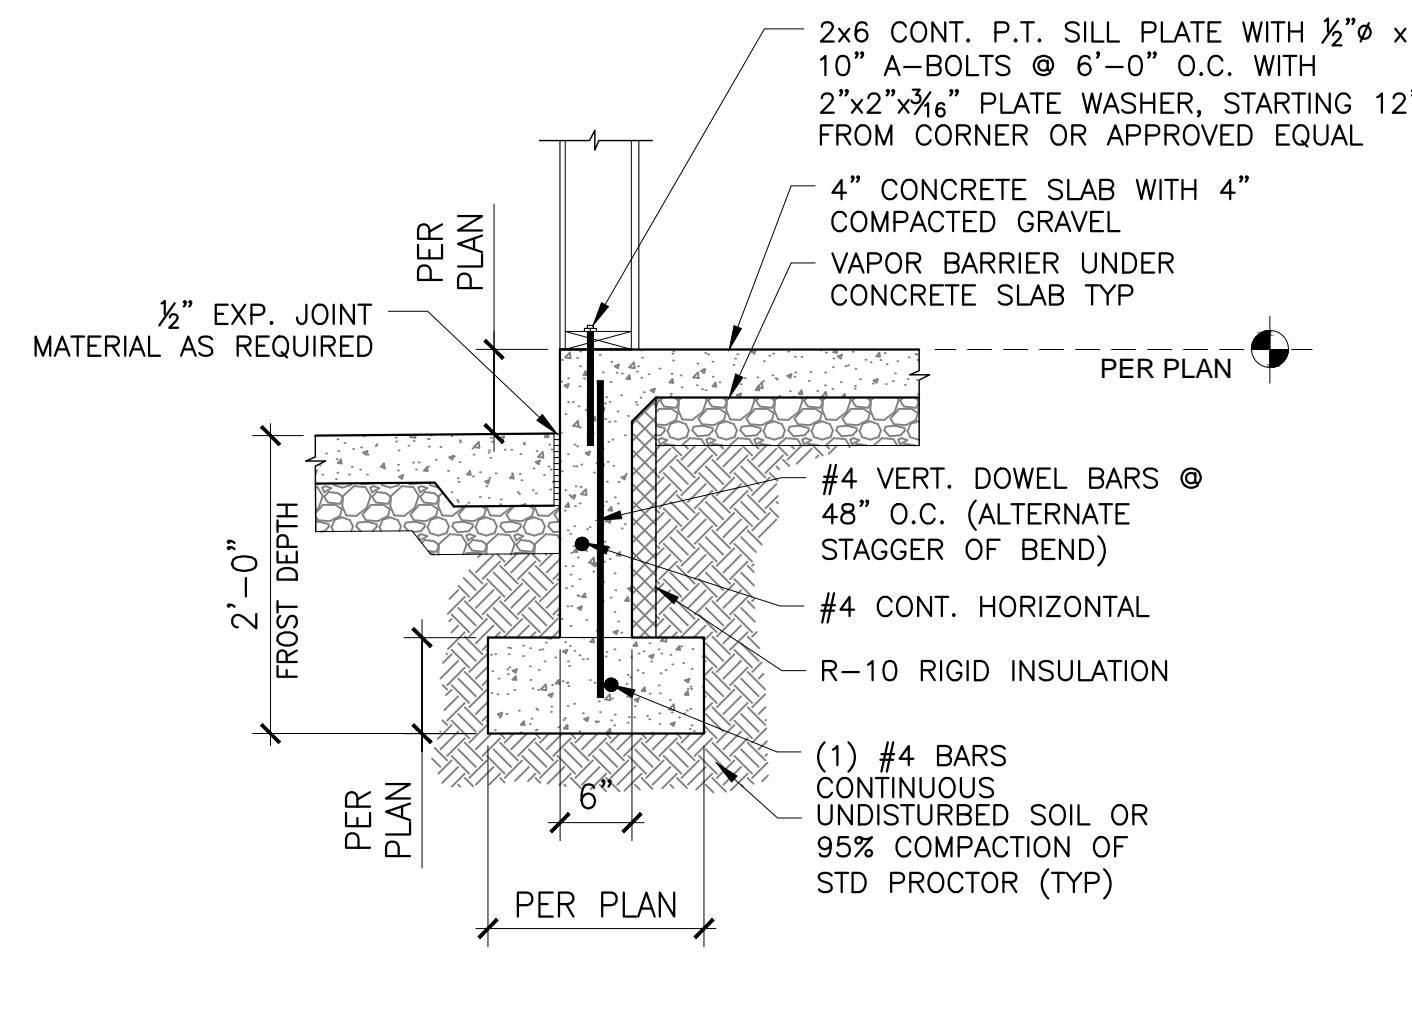 2x6 CONT. P.T. SILL PLATE WITH ½"ø x
10" A-BOLTS @ 6'-0" O.C. WITH
2"x2"x3⁄16" PLATE WASHER, STARTING 12"
FROM CORNER OR APPROVED EQUAL
4" CONCRETE SLAB WITH 4"
COMPACTED GRAVEL
VAPOR BARRIER UNDER
CONCRETE SLAB TYP
PER
PLAN
½" EXP. JOINT
MATERIAL AS REQUIRED
PER PLAN
#4 VERT. DOWEL BARS @
48" O.C. (ALTERNATE
STAGGER OF BEND)
2'-0"
FROST DEPTH
#4 CONT. HORIZONTAL
R-10 RIGID INSULATION
(1) #4 BARS
CONTINUOUS
UNDISTURBED SOIL OR
95% COMPACTION OF
STD PROCTOR (TYP)
PER
PLAN
6"
PER PLAN